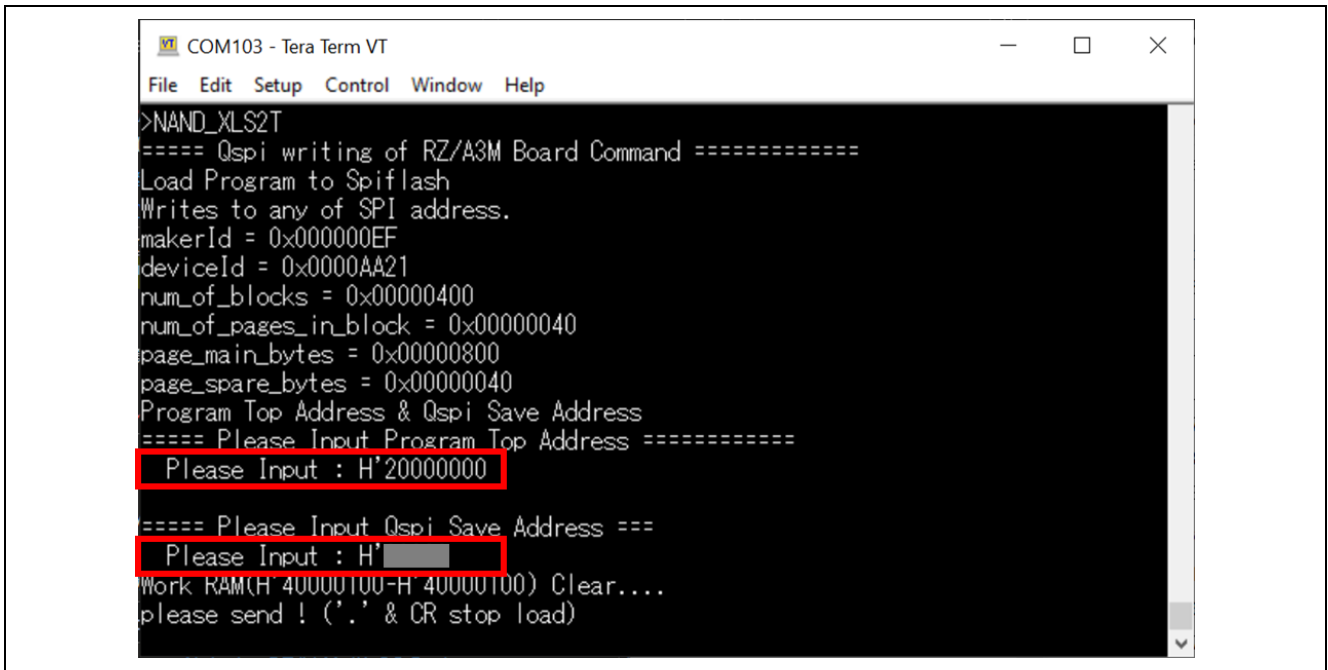 COM103 - Tera Term VT
File Edit Setup Control Window Help
>NAND_XLS2T
===== Qspi writing of RZ/A3M Board Command =============
Load Program to Spiflash
Writes to any of SPI address.
makerId = 0x000000EF
deviceId = 0x0000AA21
num_of_blocks = 0x00000400
num_of_pages_in_block = 0x00000040
page_main_bytes = 0x00000800
page_spare_bytes = 0x00000040
Program Top Address & Qspi Save Address
===== Please Input Program Top Address ============
Please Input : H'20000000
===== Please Input Qspi Save Address ===
Please Input : H'
Work RAM(H'40000100-H'40000100) Clear....
please send ! ('.' & CR stop load)